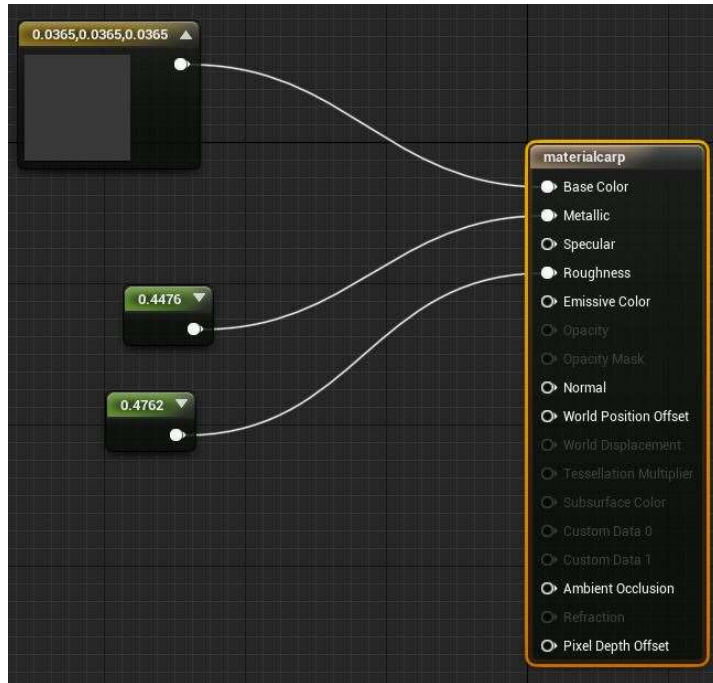 0.0365,0.0365,0.0365
materialcarp
Base Color
Metallic
Specular
0.4476
Roughness
Emissive Color
Opacity
Opacity Mask
0.4762
Normal
World Position Offset
World Displacement
Tessellation Multiplier
Subsurface Color
Custom Data 0
Custom Data 1
Ambient Occlusion
Refraction
Pixel Depth Offset